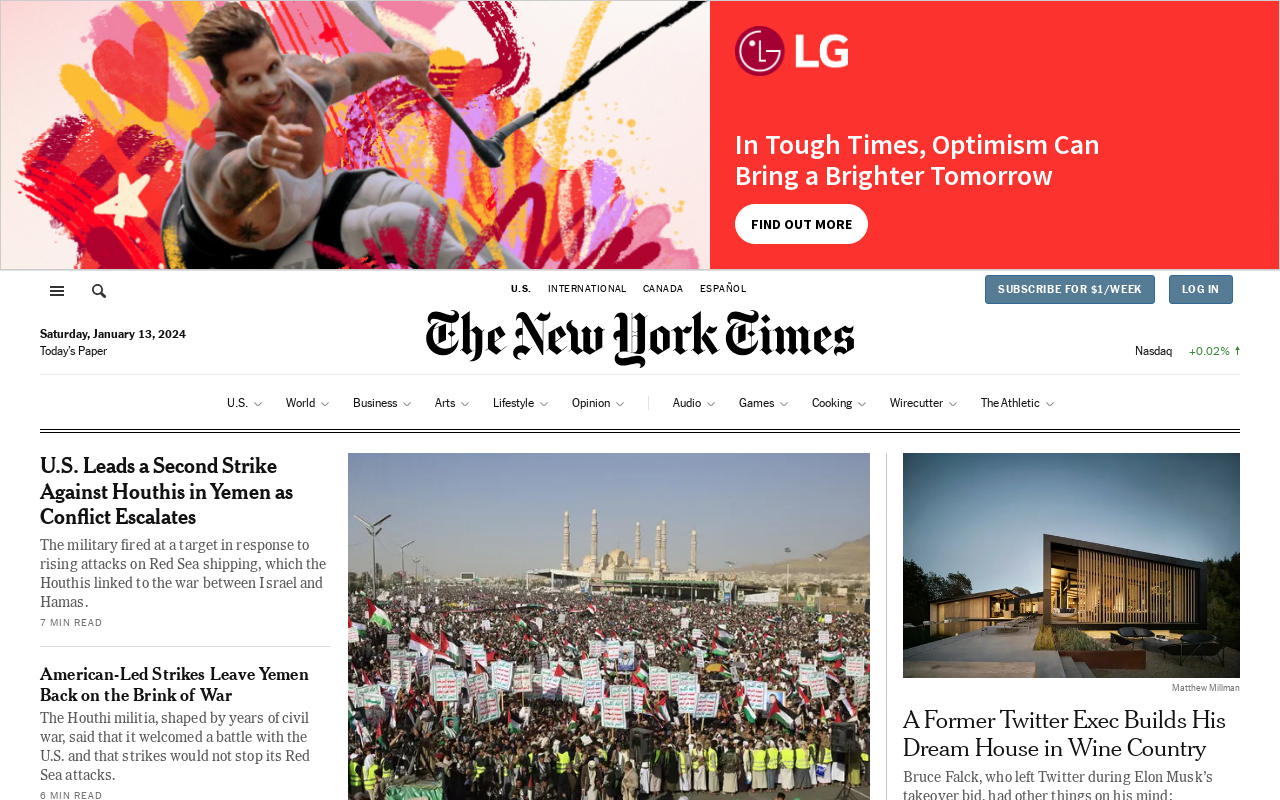 LG
In Tough Times, Optimism Can
Bring a Brighter Tomorrow
FIND OUT MORE
U.S. INTERNATIONAL CANADA ESPAÑOL
SUBSCRIBE FOR $1/WEEK LOG IN
Saturday, January 13, 2024
Today's Paper
The New York Times
Nasdaq +0.02%
U.S. World Business Arts Lifestyle Opinion Audio Games Cooking Wirecutter The Athletic
U.S. Leads a Second Strike
Against Houthis in Yemen as
Conflict Escalates
The military fired at a target in response to
rising attacks on Red Sea shipping, which the
Houthis linked to the war between Israel and
Hamas.
7 MIN READ
American-Led Strikes Leave Yemen
Back on the Brink of War
The Houthi militia, shaped by years of civil
war, said that it welcomed a battle with the
U.S. and that strikes would not stop its Red
Sea attacks.
6 MIN READ
Matthew Millman
A Former Twitter Exec Builds His
Dream House in Wine Country
Bruce Falck, who left Twitter during Elon Musk's
takeover bid, had other things on his mind: